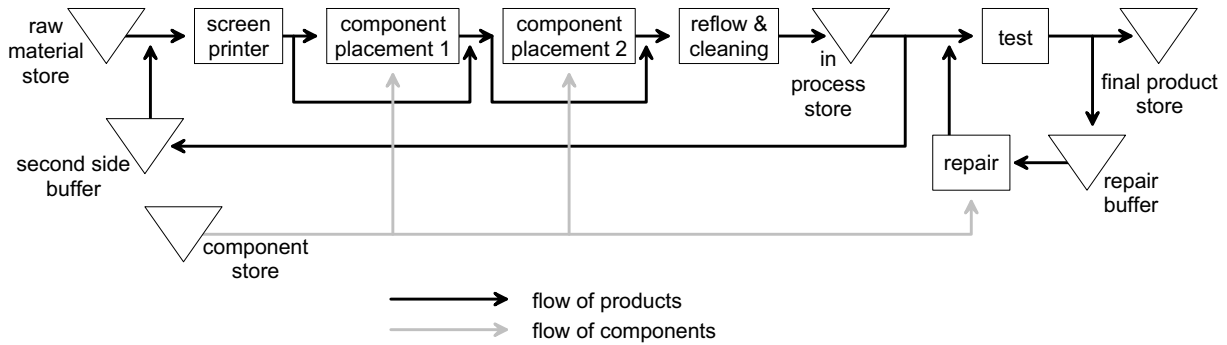 raw
material
store
screen
printer
component
placement 1
component
placement 2
reflow &
cleaning
in
process
store
test
final product
store
second side
buffer
repair
repair
buffer
component
store
flow of products
flow of components